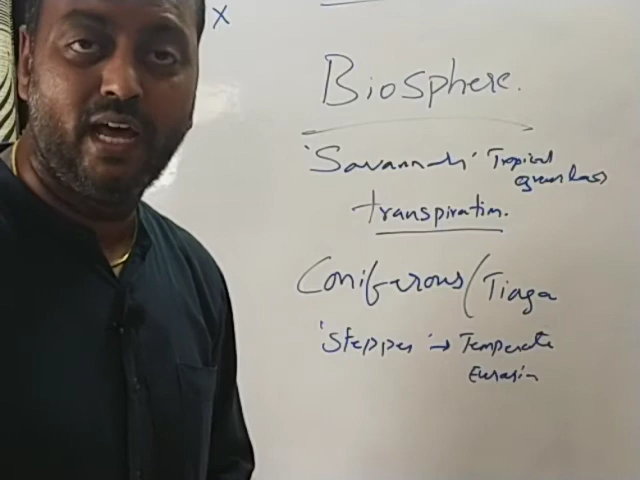 x
Biosphere.
'Savannah' Tropical
grasslands
transpiration.
Coniferous/Tiaga
'Steppes' → Temperate
Eurasia